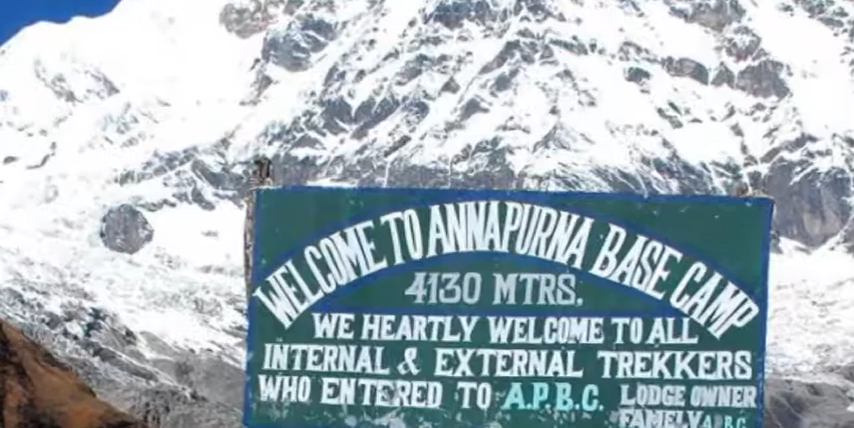 WELCOME TO ANNAPURNA BASE CAMP
4130 MTRS.
WE HEARTLY WELCOME TO ALL
INTERNAL & EXTERNAL TREKKERS
WHO ENTERED TO A.P.B.C. LODGE OWNER
FAMELY A.P.B.C.